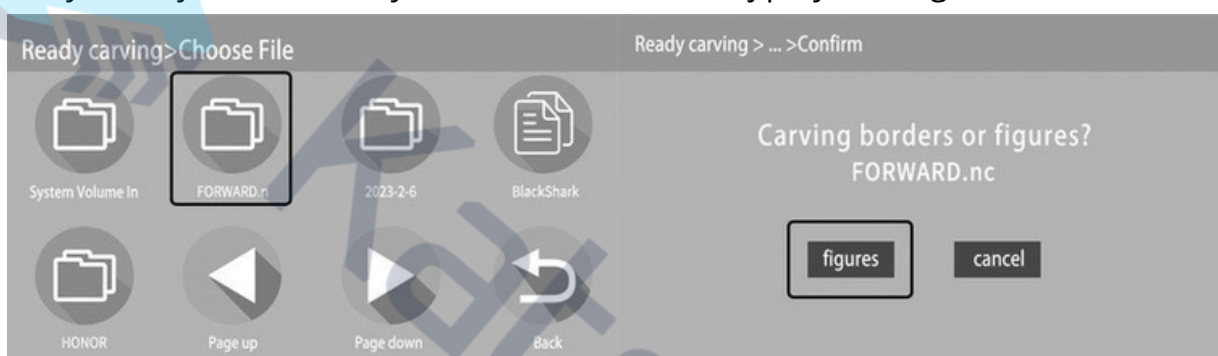 Ready carving>Choose File
System Volume In
FORWARD.n
2023-2-6
BlackShark
HONOR
Page up
Page down
Back
Ready carving > ... >Confirm
Carving borders or figures?
FORWARD.nc
figures
cancel